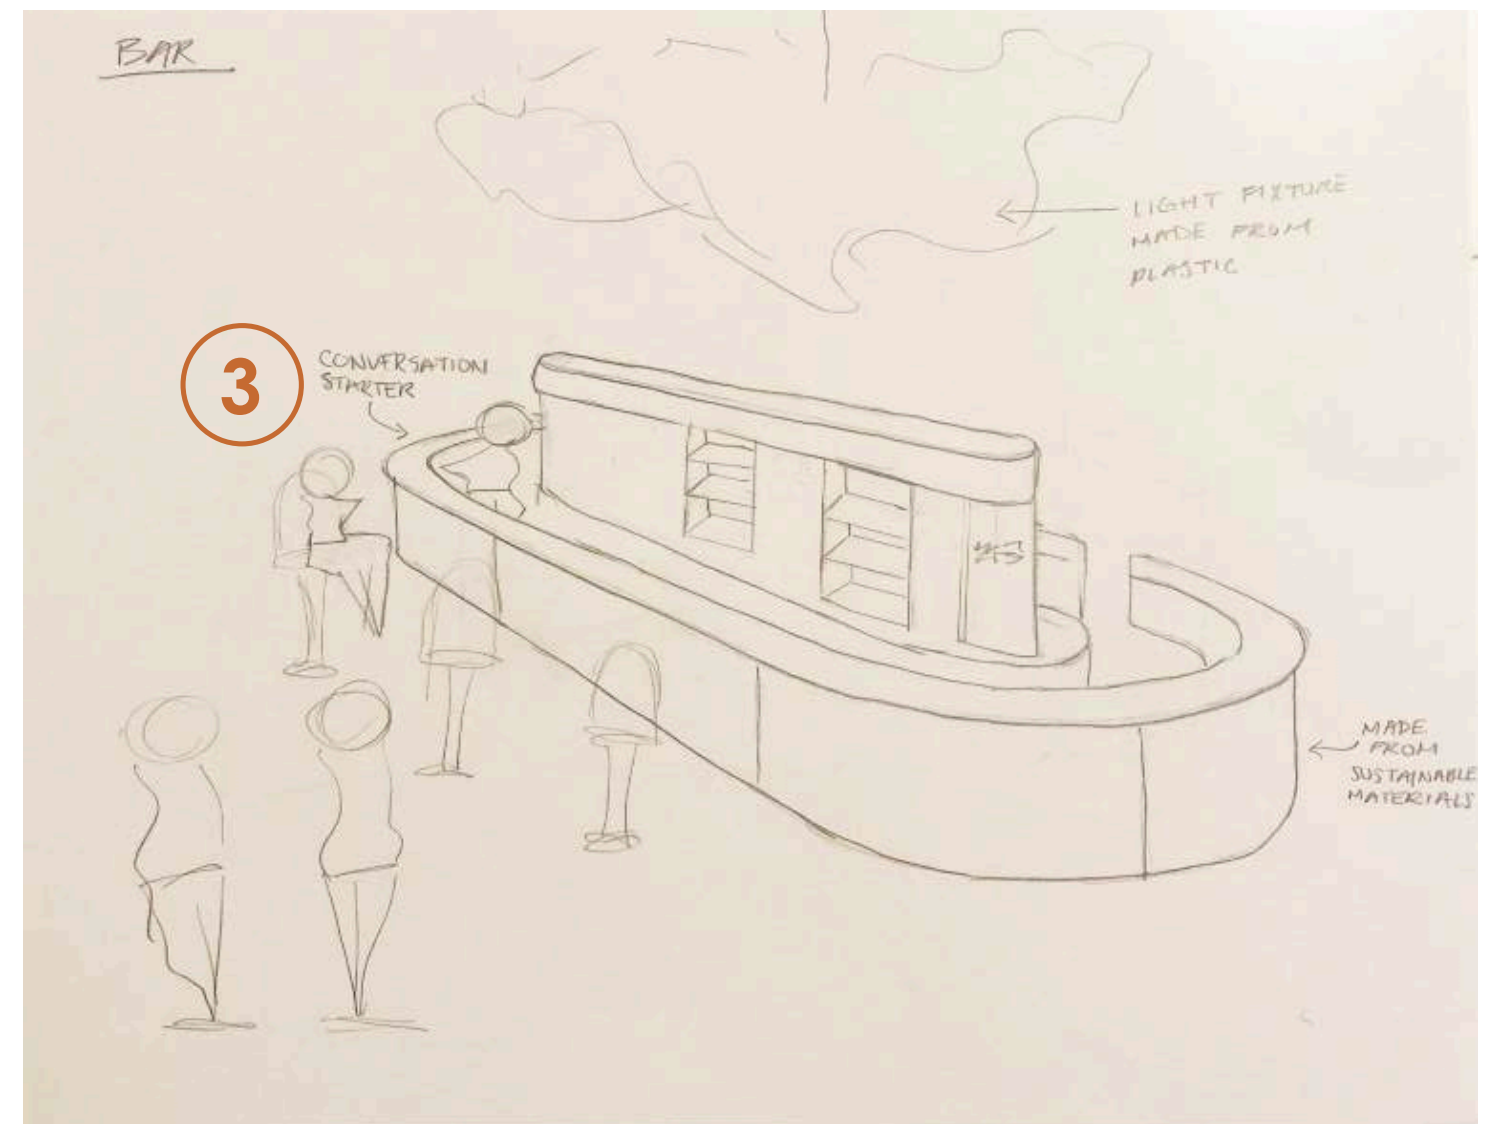 BAR
LIGHT FIXTURE
MADE FROM
PLASTIC
3
CONVERSATION
STARTER
MADE
FROM
SUSTAINABLE
MATERIALS